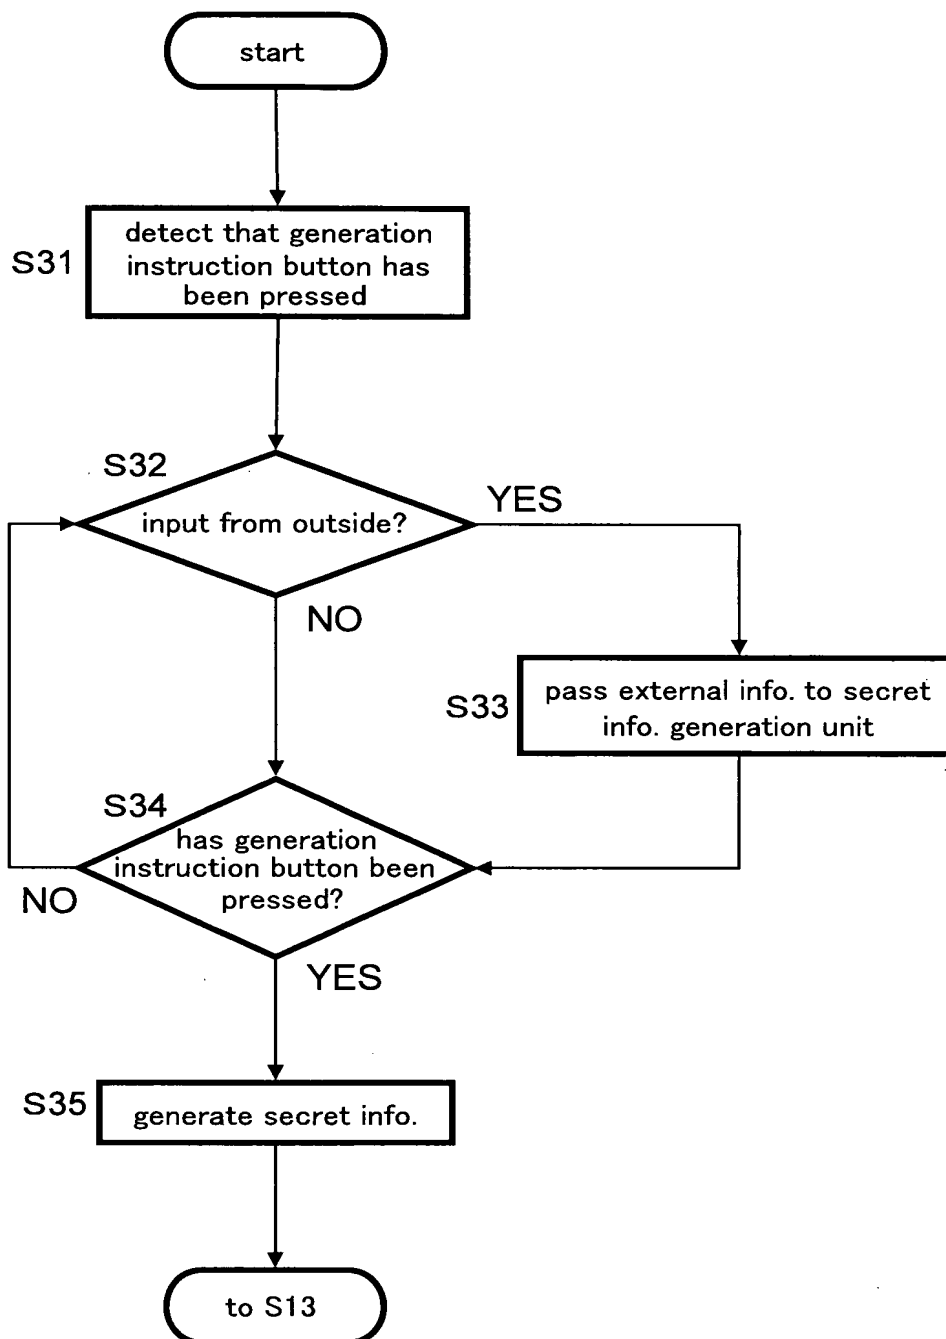 start
S31
detect that generation
instruction button has
been pressed
S32
input from outside?
YES
NO
S33
pass external info. to secret
info. generation unit
S34
has generation
instruction button been
pressed?
NO
YES
S35
generate secret info.
to S13